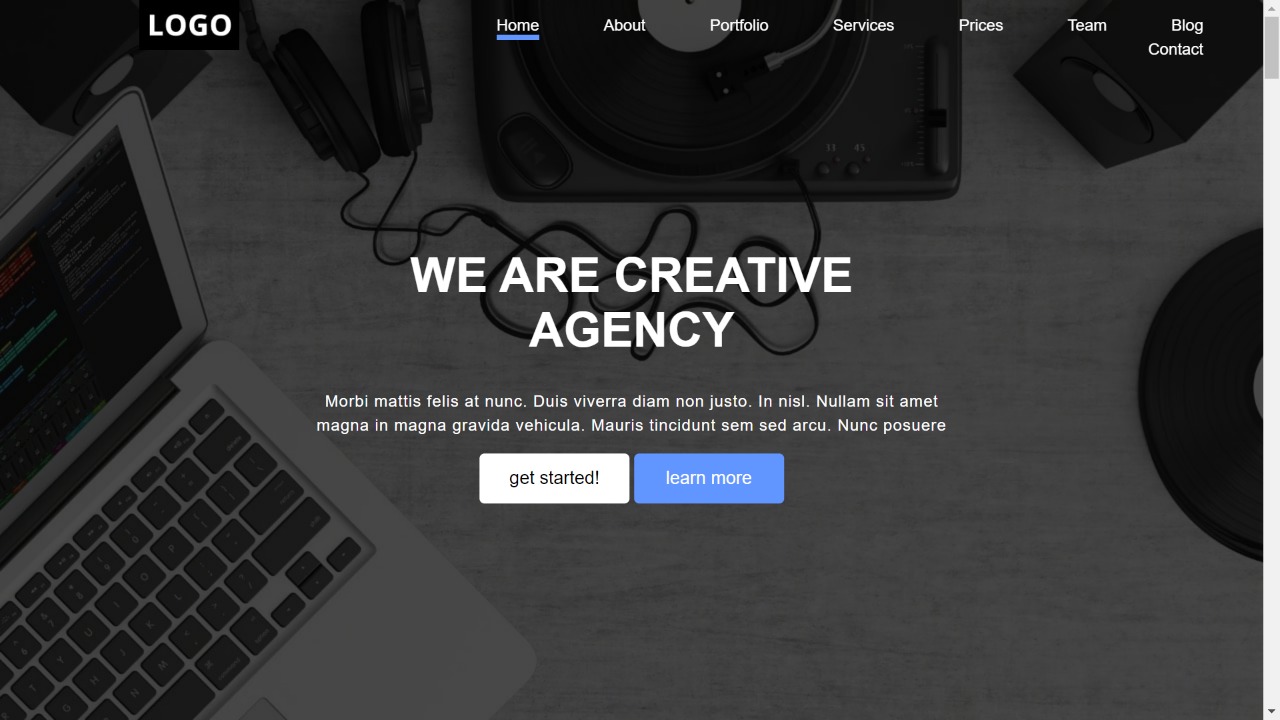 LOGO
Home About Portfolio Services Prices Team Blog
Contact
33 45
WE ARE CREATIVE
AGENCY
Morbi mattis felis at nunc. Duis viverra diam non justo. In nisl. Nullam sit amet
magna in magna gravida vehicula. Mauris tincidunt sem sed arcu. Nunc posuere
get started! learn more